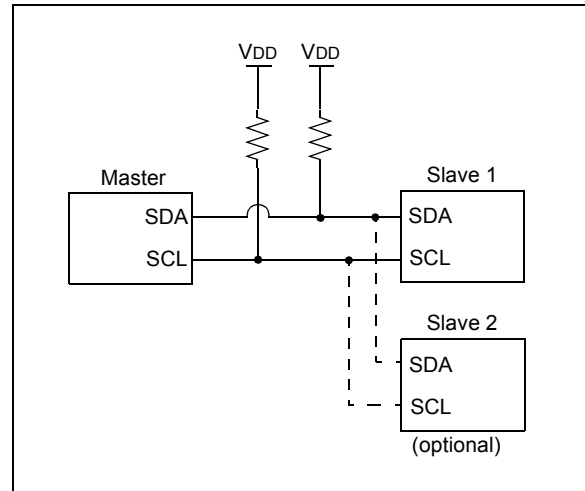 VDD VDD
Master
Slave 1
SDA
SDA
SCL
SCL
Slave 2
SDA
SCL
(optional)